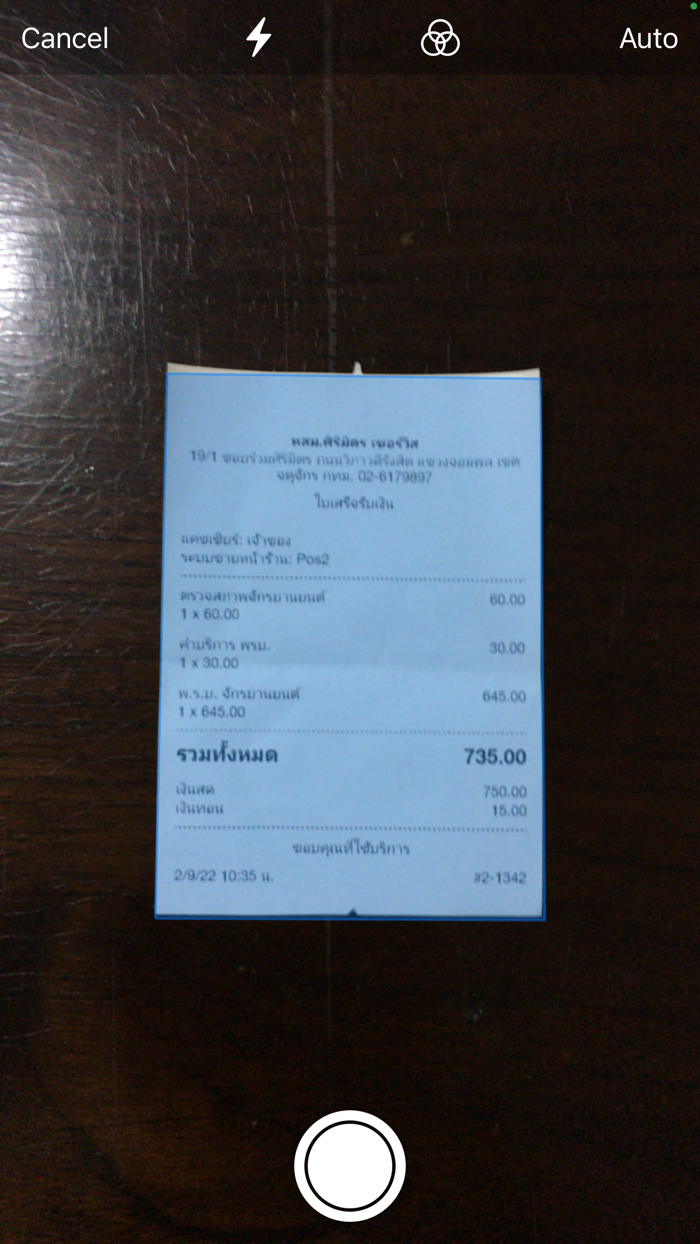 Cancel
Auto
หสม.ศิริมิตร เซอร์วิส
19/1 ซอยร่วมศิริมิตร ถนนวิภาวดีรังสิต แขวงจอมพล เขต
จตุจักร กทม. 02-6179897
ใบเสร็จรับเงิน
แคชเชียร์: เจ้าของ
ระบบขายหน้าร้าน: Pos2
ตรวจสภาพจักรยานยนต์ 60.00
1 x 60.00
ค่าบริการ พรบ. 30.00
1 x 30.00
พ.ร.บ. จักรยานยนต์ 645.00
1 x 645.00
รวมทั้งหมด 735.00
เงินสด 750.00
เงินทอน 15.00
ขอบคุณที่ใช้บริการ
2/9/22 10:35 น. #2-1342